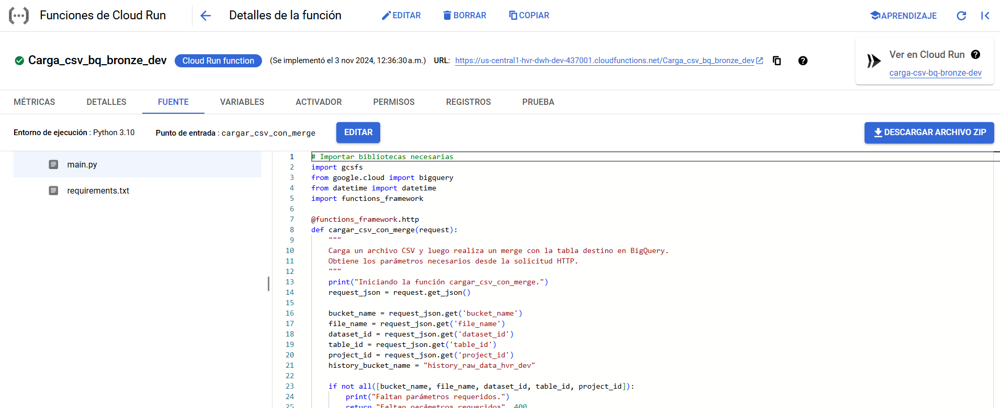 Funciones de Cloud Run
Detalles de la función
EDITAR
BORRAR
COPIAR
APRENDIZAJE
Carga_csv_bq_bronze_dev
Cloud Run function
(Se implementó el 3 nov 2024, 12:36:30 a.m.)
URL:
https://us-central1-hvr-dwh-dev-437001.cloudfunctions.net/Carga_csv_bq_bronze_dev
Ver en Cloud Run
carga-csv-bq-bronze-dev
MÉTRICAS
DETALLES
FUENTE
VARIABLES
ACTIVADOR
PERMISOS
REGISTROS
PRUEBA
Entorno de ejecución : Python 3.10
Punto de entrada : cargar_csv_con_merge
EDITAR
DESCARGAR ARCHIVO ZIP
main.py
requirements.txt
1 # Importar bibliotecas necesarias
2 import gcsfs
3 from google.cloud import bigquery
4 from datetime import datetime
5 import functions_framework
6
7 @functions_framework.http
8 def cargar_csv_con_merge(request):
9 """
10 Carga un archivo CSV y luego realiza un merge con la tabla destino en BigQuery.
11 Obtiene los parámetros necesarios desde la solicitud HTTP.
12 """
13 print("Iniciando la función cargar_csv_con_merge.")
14 request_json = request.get_json()
15
16 bucket_name = request_json.get('bucket_name')
17 file_name = request_json.get('file_name')
18 dataset_id = request_json.get('dataset_id')
19 table_id = request_json.get('table_id')
20 project_id = request_json.get('project_id')
21 history_bucket_name = "history_raw_data_hvr_dev"
22
23 if not all([bucket_name, file_name, dataset_id, table_id, project_id]):
24 print("Faltan parámetros requeridos.")
25 return "Faltan parámetros requeridos", 400